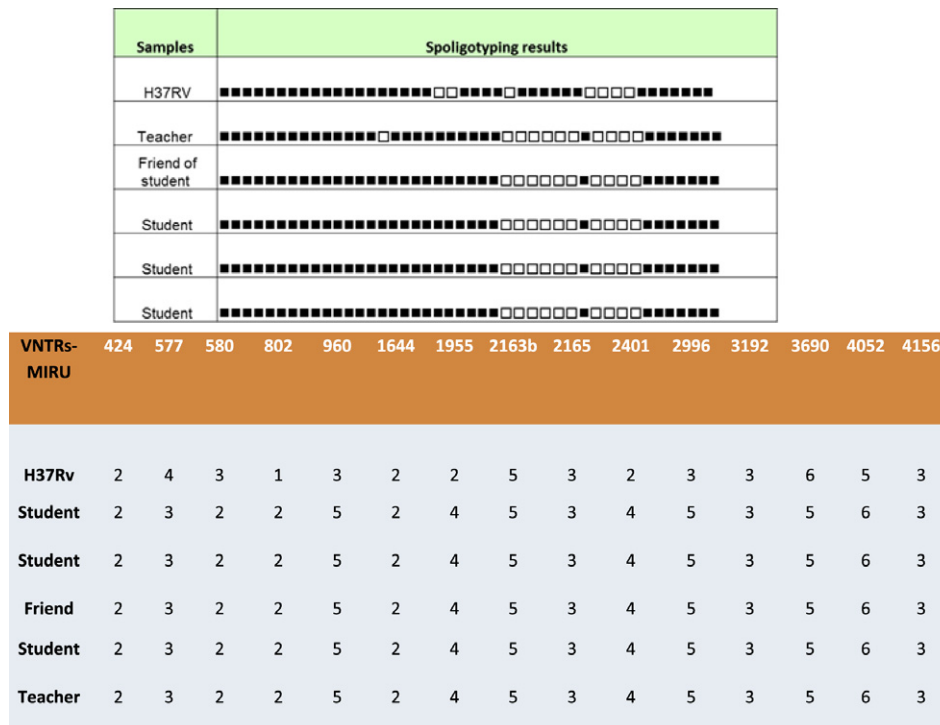 Samples Spoligotyping results
H37RV ■■■■■■■■■■■■■■■■■■■■■■■□□■■■■□■■■■■■■□□□□■■■■■■■
Teacher ■■■■■■■■■■■■■■■■■□■■■■■■■■■■■■□□□□□□■□□□□■■■■■■■
Friend of
student ■■■■■■■■■■■■■■■■■■■■■■■■■■■■■■□□□□□□■□□□□■■■■■■■
Student ■■■■■■■■■■■■■■■■■■■■■■■■■■■■■■□□□□□□■□□□□■■■■■■■
Student ■■■■■■■■■■■■■■■■■■■■■■■■■■■■■■□□□□□□■□□□□■■■■■■■
Student ■■■■■■■■■■■■■■■■■■■■■■■■■■■■■■□□□□□□■□□□□■■■■■■■
VNTRs- 424 577 580 802 960 1644 1955 2163b 2165 2401 2996 3192 3690 4052 4156
MIRU
H37Rv 2 4 3 1 3 2 2 5 3 2 3 3 6 5 3
Student 2 3 2 2 5 2 4 5 3 4 5 3 5 6 3
Student 2 3 2 2 5 2 4 5 3 4 5 3 5 6 3
Friend 2 3 2 2 5 2 4 5 3 4 5 3 5 6 3
Student 2 3 2 2 5 2 4 5 3 4 5 3 5 6 3
Teacher 2 3 2 2 5 2 4 5 3 4 5 3 5 6 3